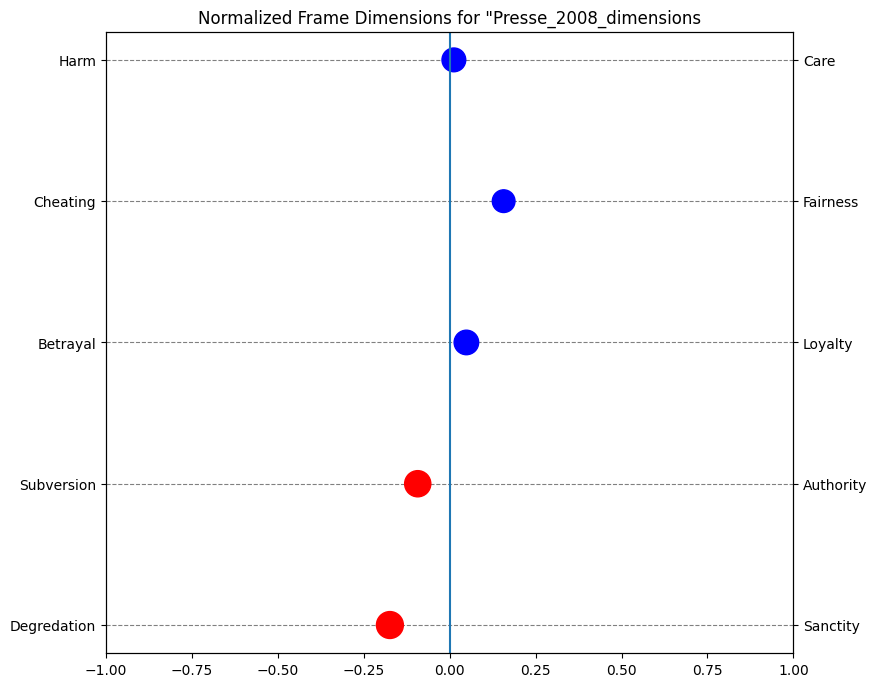 Normalized Frame Dimensions for "Presse_2008_dimensions
Harm Care
Cheating Fairness
Betrayal Loyalty
Subversion Authority
Degredation Sanctity
−1.00 −0.75 −0.50 −0.25 0.00 0.25 0.50 0.75 1.00